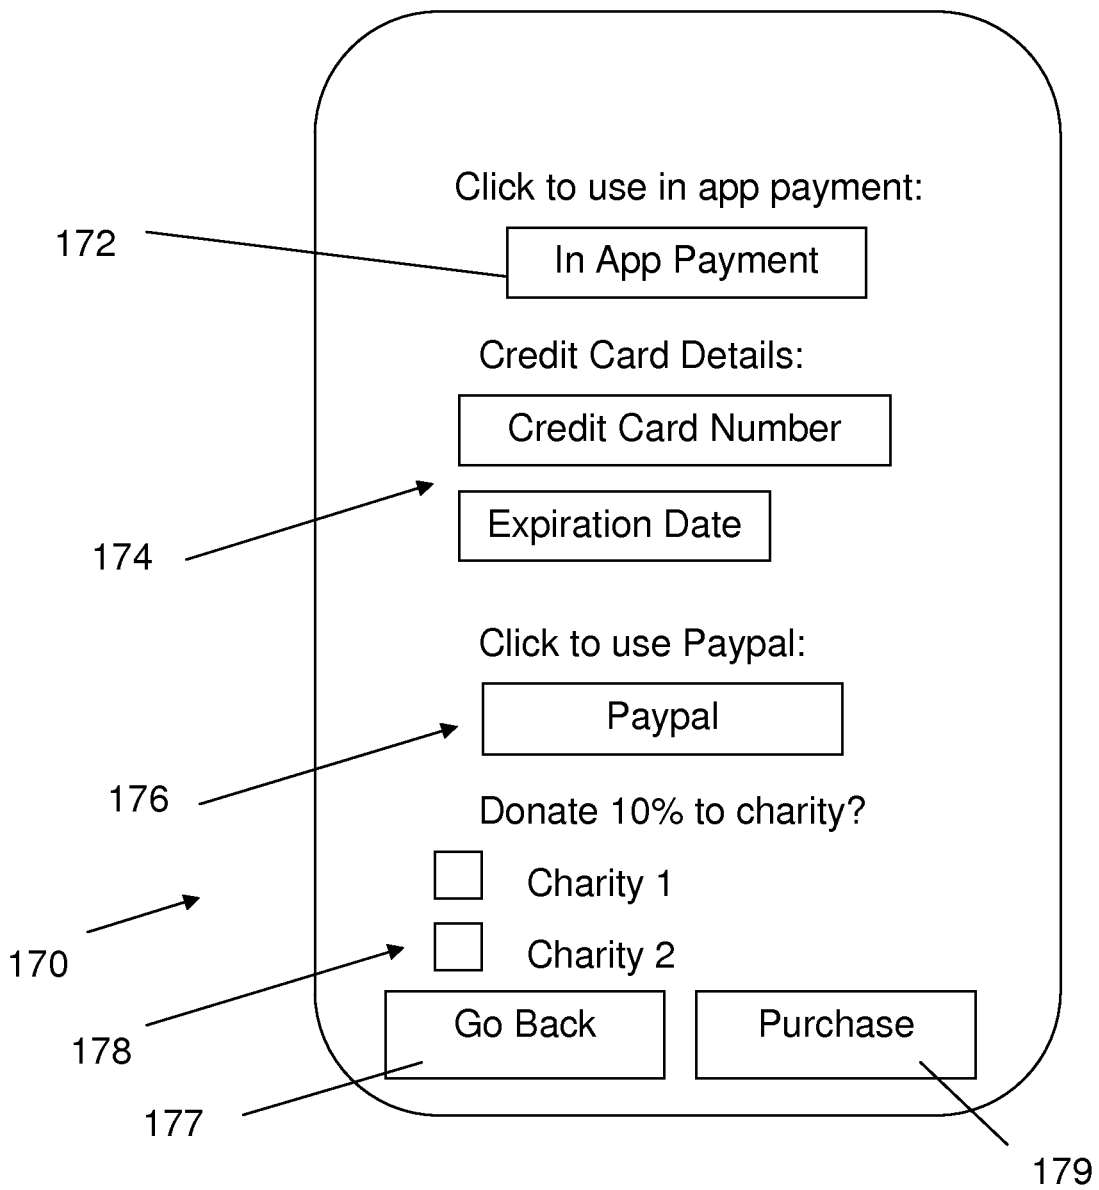 Click to use in app payment:
172
In App Payment
Credit Card Details:
Credit Card Number
174
Expiration Date
Click to use Paypal:
Paypal
176
Donate 10% to charity?
Charity 1
170
Charity 2
178
Go Back
Purchase
177
179